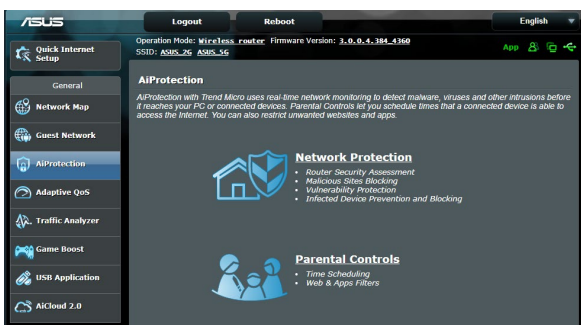 ASUS
Logout
Reboot
English
Quick Internet
Setup
Operation Mode: Wireless router Firmware Version: 3.0.0.4.384_4360
SSID: ASUS_2G ASUS_5G
App
General
Network Map
Guest Network
AiProtection
Adaptive QoS
Traffic Analyzer
Game Boost
USB Application
AiCloud 2.0
AiProtection
AiProtection with Trend Micro uses real-time network monitoring to detect malware, viruses and other intrusions before
it reaches your PC or connected devices. Parental Controls let you schedule times that a connected device is able to
access the Internet. You can also restrict unwanted websites and apps.
Network Protection
• Router Security Assessment
• Malicious Sites Blocking
• Vulnerability Protection
• Infected Device Prevention and Blocking
Parental Controls
• Time Scheduling
• Web & Apps Filters